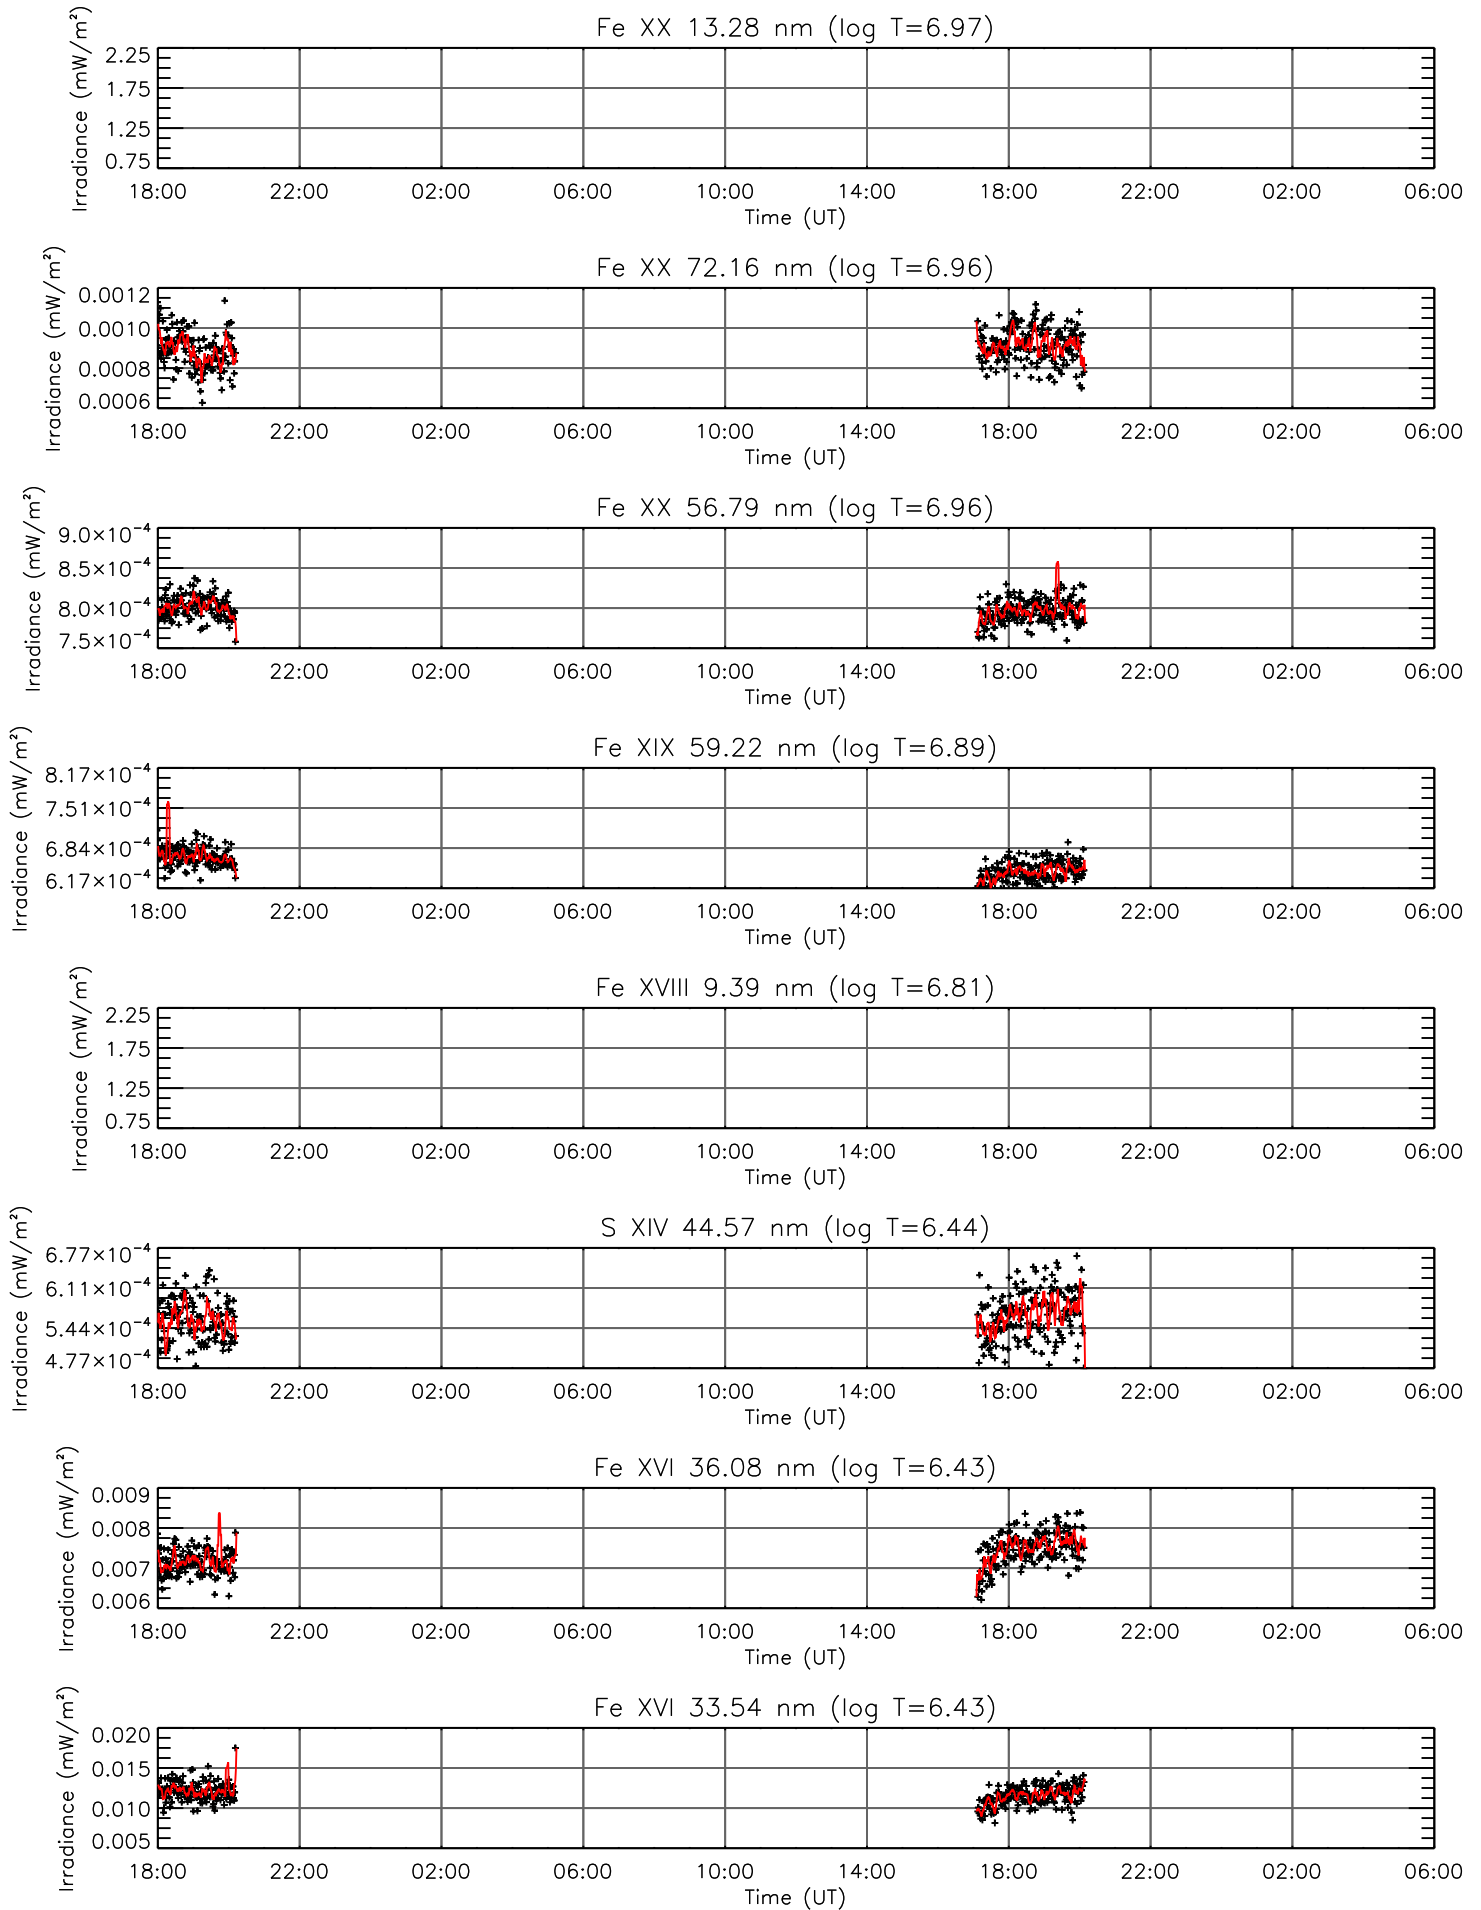 Fe XX 13.28 nm (log T=6.97)
Irradiance (mW/m²)
2.25
1.75
1.25
0.75
18:00 22:00 02:00 06:00 10:00 14:00 18:00 22:00 02:00 06:00
Time (UT)
Fe XX 72.16 nm (log T=6.96)
Irradiance (mW/m²)
0.0012
0.0010
0.0008
0.0006
18:00 22:00 02:00 06:00 10:00 14:00 18:00 22:00 02:00 06:00
Time (UT)
Fe XX 56.79 nm (log T=6.96)
Irradiance (mW/m²)
9.0×10⁻⁴
8.5×10⁻⁴
8.0×10⁻⁴
7.5×10⁻⁴
18:00 22:00 02:00 06:00 10:00 14:00 18:00 22:00 02:00 06:00
Time (UT)
Fe XIX 59.22 nm (log T=6.89)
Irradiance (mW/m²)
8.17×10⁻⁴
7.51×10⁻⁴
6.84×10⁻⁴
6.17×10⁻⁴
18:00 22:00 02:00 06:00 10:00 14:00 18:00 22:00 02:00 06:00
Time (UT)
Fe XVIII 9.39 nm (log T=6.81)
Irradiance (mW/m²)
2.25
1.75
1.25
0.75
18:00 22:00 02:00 06:00 10:00 14:00 18:00 22:00 02:00 06:00
Time (UT)
S XIV 44.57 nm (log T=6.44)
Irradiance (mW/m²)
6.77×10⁻⁴
6.11×10⁻⁴
5.44×10⁻⁴
4.77×10⁻⁴
18:00 22:00 02:00 06:00 10:00 14:00 18:00 22:00 02:00 06:00
Time (UT)
Fe XVI 36.08 nm (log T=6.43)
Irradiance (mW/m²)
0.009
0.008
0.007
0.006
18:00 22:00 02:00 06:00 10:00 14:00 18:00 22:00 02:00 06:00
Time (UT)
Fe XVI 33.54 nm (log T=6.43)
Irradiance (mW/m²)
0.020
0.015
0.010
0.005
18:00 22:00 02:00 06:00 10:00 14:00 18:00 22:00 02:00 06:00
Time (UT)